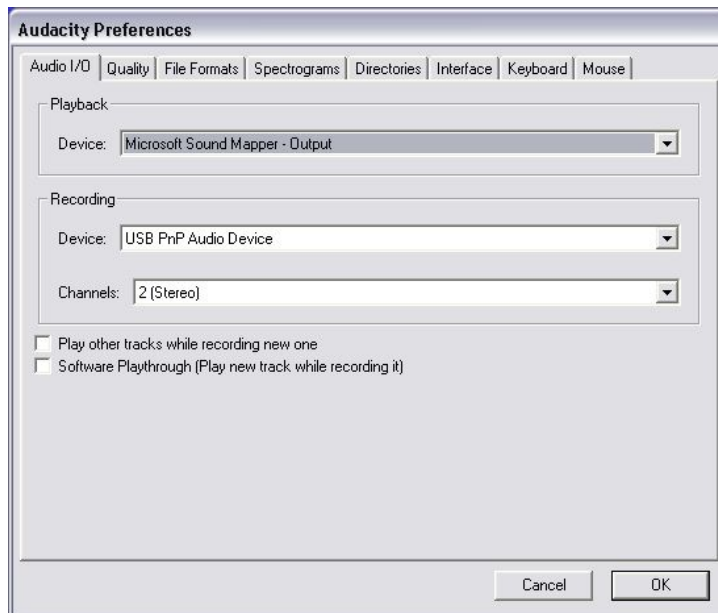 Audacity Preferences
Audio I/O Quality File Formats Spectrograms Directories Interface Keyboard Mouse
Playback
Device: Microsoft Sound Mapper - Output
Recording
Device: USB PnP Audio Device
Channels: 2 (Stereo)
Play other tracks while recording new one
Software Playthrough (Play new track while recording it)
Cancel OK